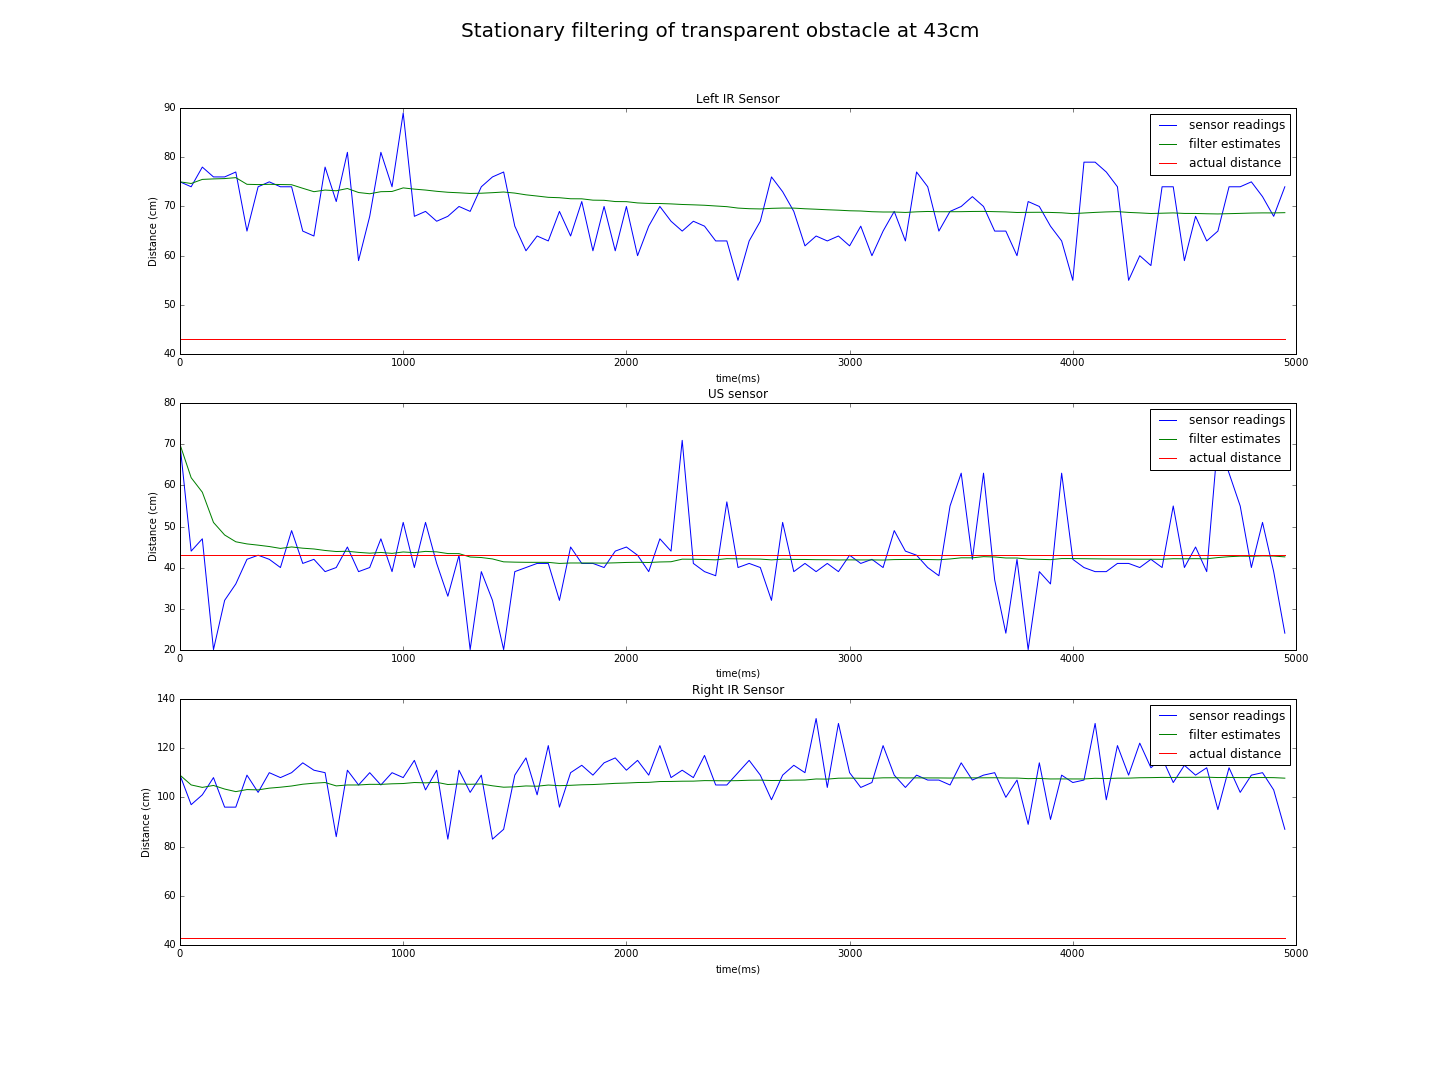 Stationary filtering of transparent obstacle at 43cm
Left IR Sensor
90
80
70
60
50
40
Distance (cm)
sensor readings
filter estimates
actual distance
0 1000 2000 3000 4000 5000
time(ms)
US sensor
80
70
60
50
40
30
20
Distance (cm)
sensor readings
filter estimates
actual distance
0 1000 2000 3000 4000 5000
time(ms)
Right IR Sensor
140
120
100
80
60
40
Distance (cm)
sensor readings
filter estimates
actual distance
0 1000 2000 3000 4000 5000
time(ms)